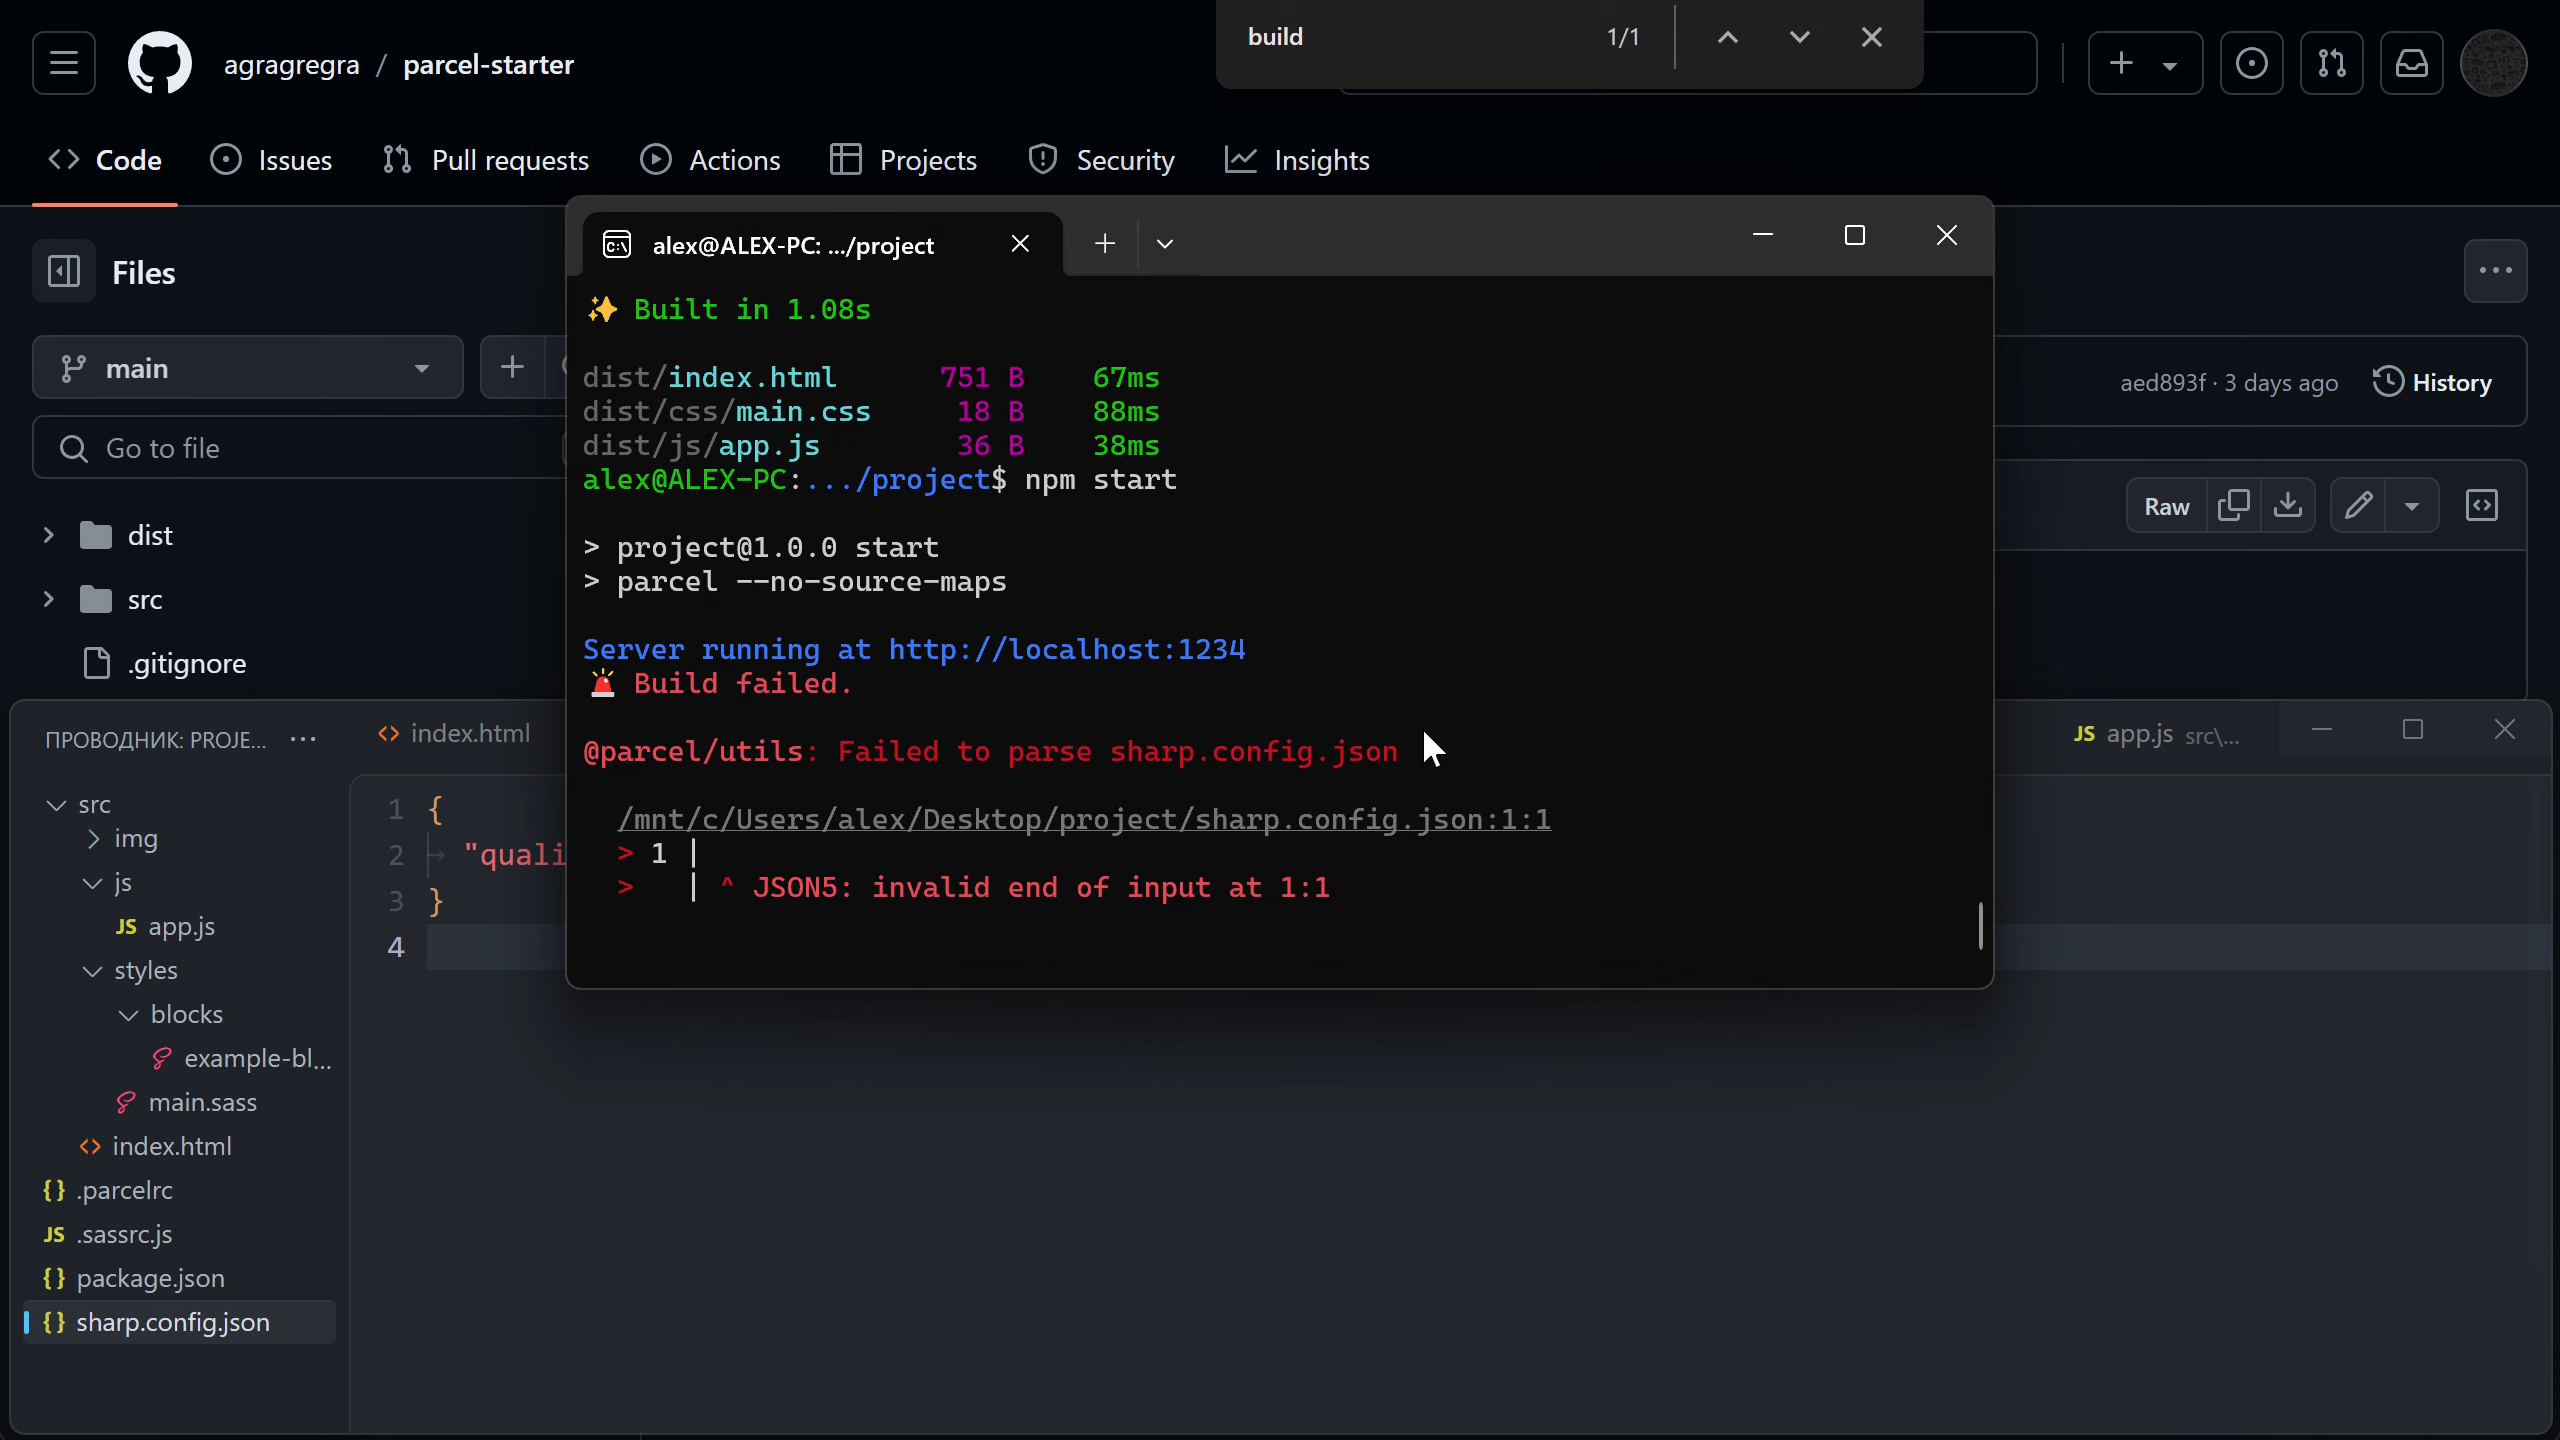 build 1/1
agragregra / parcel-starter
Code Issues Pull requests Actions Projects Security Insights
Files
main
Go to file
dist
src
.gitignore
aed893f · 3 days ago History
Raw
alex@ALEX-PC: .../project
✨ Built in 1.08s
dist/index.html 751 B 67ms
dist/css/main.css 18 B 88ms
dist/js/app.js 36 B 38ms
alex@ALEX-PC:.../project$ npm start
> project@1.0.0 start
> parcel --no-source-maps
Server running at http://localhost:1234
🚨 Build failed.
@parcel/utils: Failed to parse sharp.config.json
/mnt/c/Users/alex/Desktop/project/sharp.config.json:1:1
> 1 |
> | ^ JSON5: invalid end of input at 1:1
ПРОВОДНИК: PROJE... ...
src
img
js
JS app.js
styles
blocks
example-bl...
main.sass
<> index.html
{} .parcelrc
JS .sassrc.js
{} package.json
{} sharp.config.json
<> index.html
JS app.js src\...
1 {
2 "quali
3 }
4